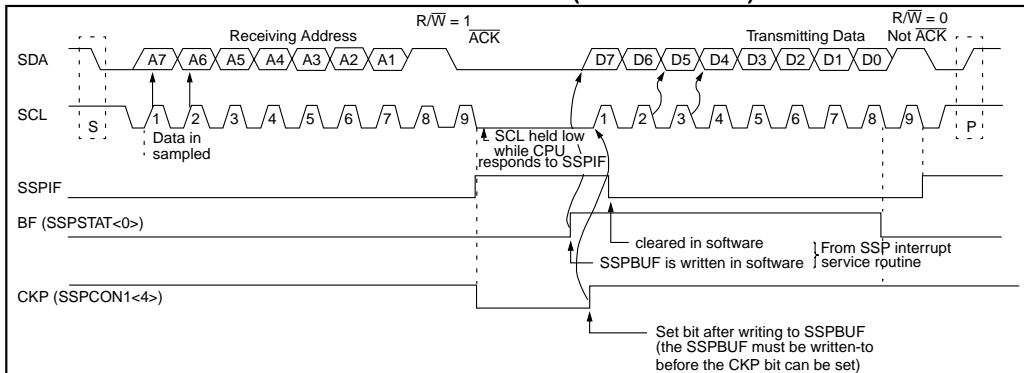 R/W = 1
ACK
R/W = 0
Not ACK
Receiving Address
Transmitting Data
SDA
A7 A6 A5 A4 A3 A2 A1
D7 D6 D5 D4 D3 D2 D1 D0
SCL
S
1 2 3 4 5 6 7 8 9
1 2 3 4 5 6 7 8 9
P
Data in
sampled
SCL held low
while CPU
responds to SSPIF
SSPIF
BF (SSPSTAT<0>)
cleared in software
SSPBUF is written in software
From SSP interrupt
service routine
CKP (SSPCON1<4>)
Set bit after writing to SSPBUF
(the SSPBUF must be written-to
before the CKP bit can be set)